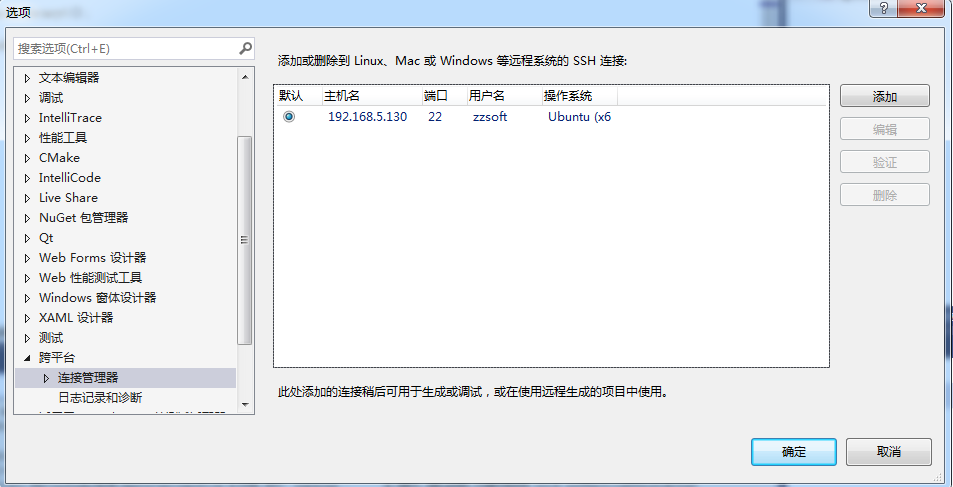 选项
?
搜索选项(Ctrl+E)
文本编辑器
调试
IntelliTrace
性能工具
CMake
IntelliCode
Live Share
NuGet 包管理器
Qt
Web Forms 设计器
Web 性能测试工具
Windows 窗体设计器
XAML 设计器
测试
跨平台
连接管理器
日志记录和诊断
添加或删除到 Linux、Mac 或 Windows 等远程系统的 SSH 连接:
默认 主机名 端口 用户名 操作系统
192.168.5.130 22 zzsoft Ubuntu (x6
添加
编辑
验证
删除
此处添加的连接稍后可用于生成或调试，或在使用远程生成的项目中使用。
确定 取消